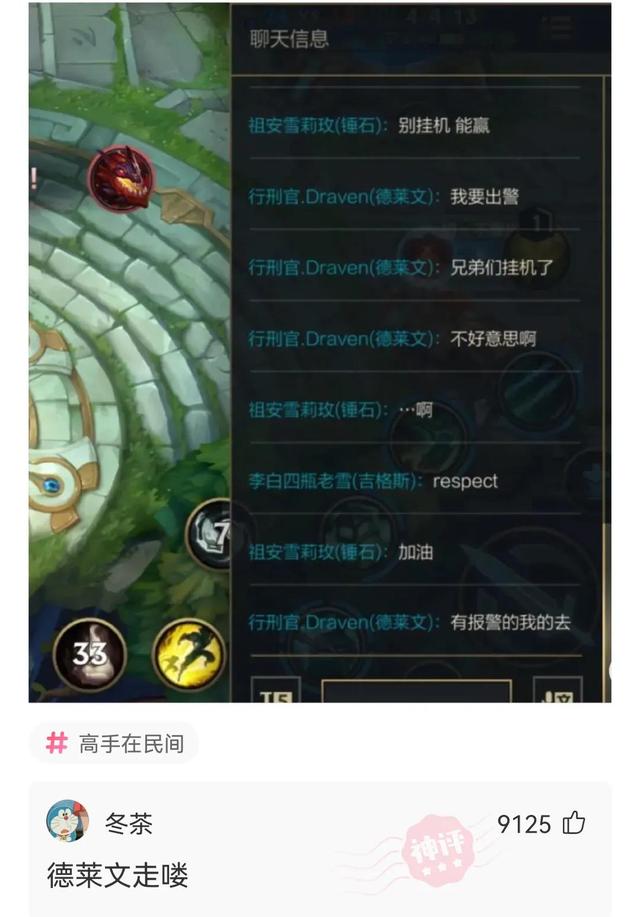 聊天信息
祖安雪莉玫(锤石)：别挂机 能赢
行刑官.Draven(德莱文)：我要出警
行刑官.Draven(德莱文)：兄弟们挂机了
行刑官.Draven(德莱文)：不好意思啊
祖安雪莉玫(锤石)：…啊
李白四瓶老雪(吉格斯)：respect
祖安雪莉玫(锤石)：加油
行刑官.Draven(德莱文)：有报警的我的去
!
1
7
33
# 高手在民间
冬茶
9125
神评
德莱文走喽